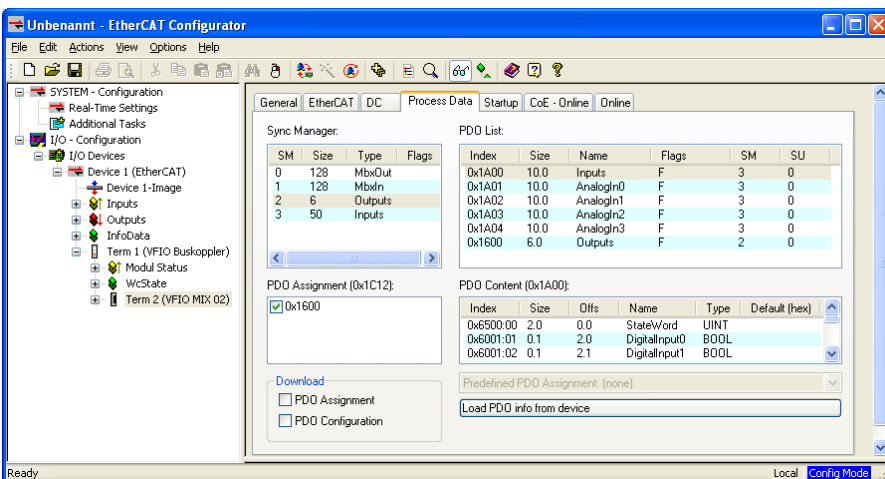 Unbenannt - EtherCAT Configurator
File Edit Actions View Options Help
SYSTEM - Configuration
Real-Time Settings
Additional Tasks
I/O - Configuration
I/O Devices
Device 1 (EtherCAT)
Device 1-Image
Inputs
Outputs
InfoData
Term 1 (VFIO Buskoppler)
Modul Status
WcState
Term 2 (VFIO MIX 02)
General EtherCAT DC Process Data Startup CoE - Online Online
Sync Manager:
SM Size Type Flags
0 128 MbxOut
1 128 MbxIn
2 6 Outputs
3 50 Inputs
PDO List:
Index Size Name Flags SM SU
0x1A00 10.0 Inputs F 3 0
0x1A01 10.0 AnalogIn0 F 3 0
0x1A02 10.0 AnalogIn1 F 3 0
0x1A03 10.0 AnalogIn2 F 3 0
0x1A04 10.0 AnalogIn3 F 3 0
0x1600 6.0 Outputs F 2 0
PDO Assignment (0x1C12):
0x1600
PDO Content (0x1A00):
Index Size Offs Name Type Default (hex)
0x6500:00 2.0 0.0 StateWord UINT
0x6001:01 0.1 2.0 DigitalInput0 BOOL
0x6001:02 0.1 2.1 DigitalInput1 BOOL
Download
PDO Assignment
PDO Configuration
Predefined PDO Assignment: (none)
Load PDO info from device
Ready Local Config Mode